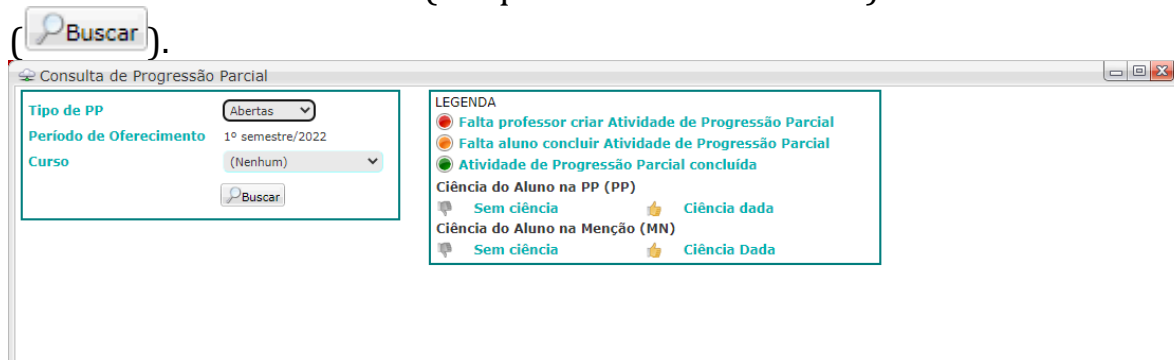 (Buscar).
Consulta de Progressão Parcial
Tipo de PP Abertas
Período de Oferecimento 1º semestre/2022
Curso (Nenhum)
Buscar
LEGENDA
Falta professor criar Atividade de Progressão Parcial
Falta aluno concluir Atividade de Progressão Parcial
Atividade de Progressão Parcial concluída
Ciência do Aluno na PP (PP)
Sem ciência Ciência dada
Ciência do Aluno na Menção (MN)
Sem ciência Ciência Dada